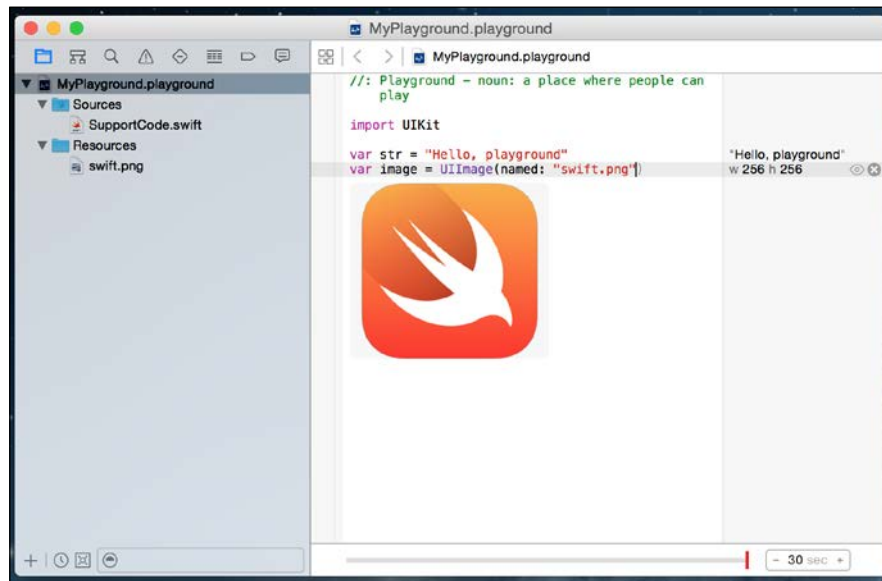 MyPlayground.playground
MyPlayground.playground
MyPlayground.playground
Sources
SupportCode.swift
Resources
swift.png
//: Playground – noun: a place where people can
play
import UIKit
var str = "Hello, playground"
"Hello, playground"
var image = UIImage(named: "swift.png")
w 256 h 256
- 30 sec +